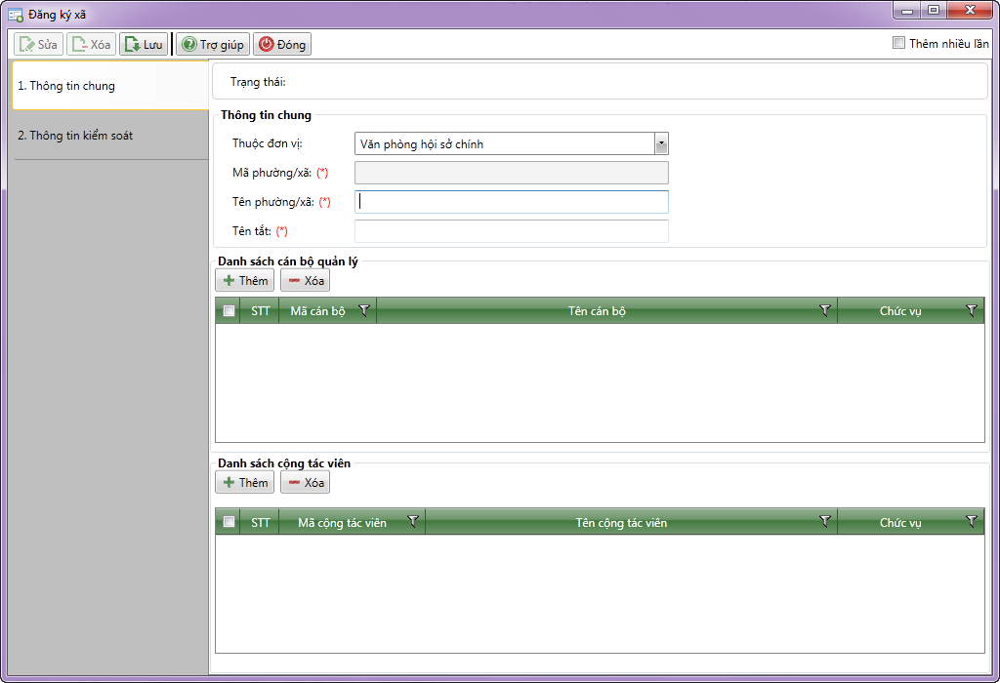 Đăng ký xã
Sửa Xóa Lưu Trợ giúp Đóng Thêm nhiều lần
1. Thông tin chung
2. Thông tin kiểm soát
Trạng thái:
Thông tin chung
Thuộc đơn vị: Văn phòng hội sở chính
Mã phường/xã: (*)
Tên phường/xã: (*)
Tên tắt: (*)
Danh sách cán bộ quản lý
Thêm Xóa
STT Mã cán bộ Tên cán bộ Chức vụ
Danh sách cộng tác viên
Thêm Xóa
STT Mã cộng tác viên Tên cộng tác viên Chức vụ